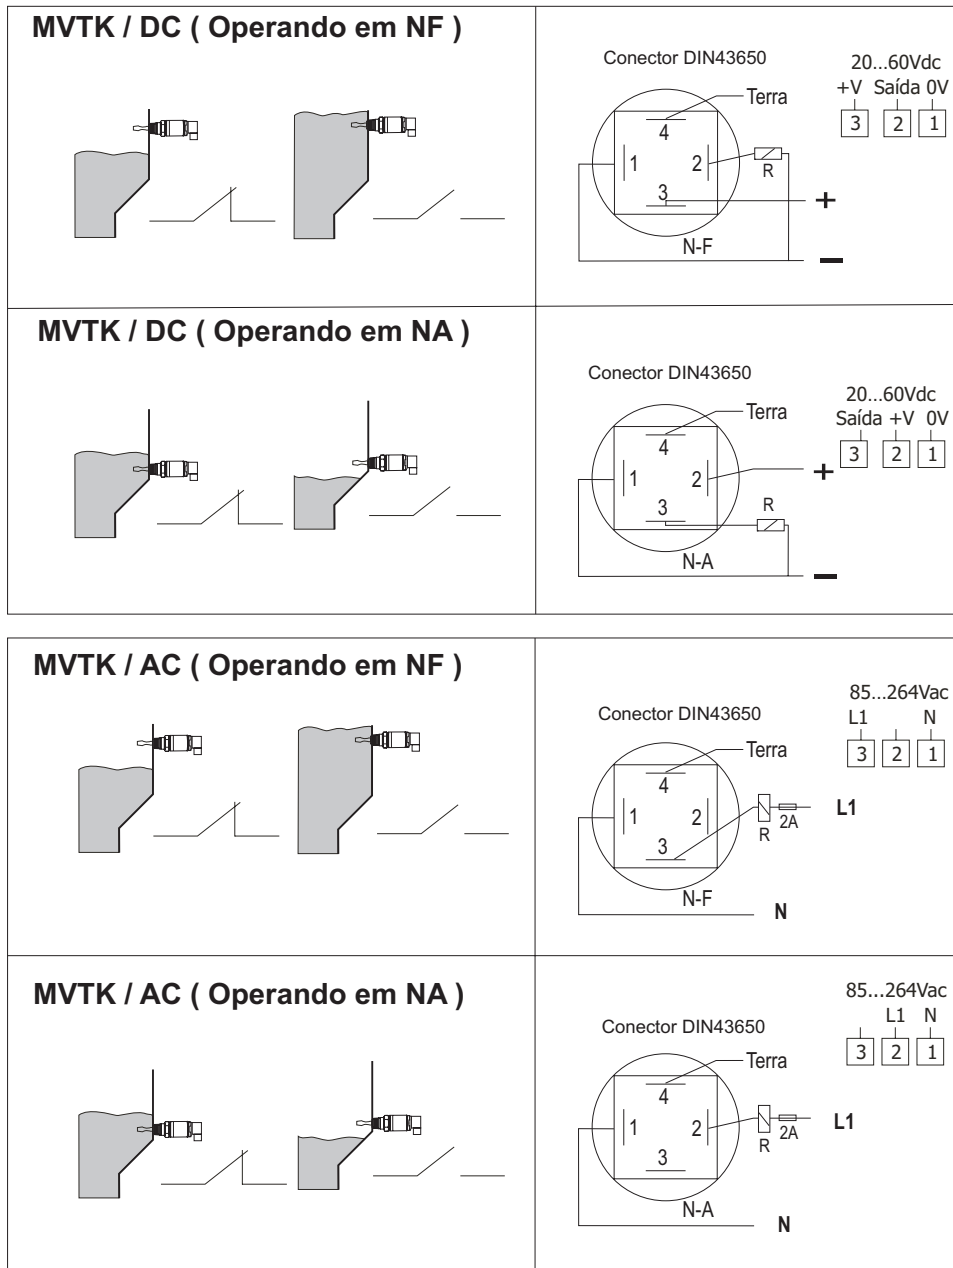 MVTK / DC ( Operando em NF )
Conector DIN43650
20...60Vdc
+V Saída 0V
3 2 1
Terra
4
1 2
3
R
+
N-F
−
MVTK / DC ( Operando em NA )
Conector DIN43650
20...60Vdc
Saída +V 0V
3 2 1
Terra
4
1 2
+
3
R
N-A
−
MVTK / AC ( Operando em NF )
Conector DIN43650
85...264Vac
L1 N
3 2 1
Terra
4
1 2
R 2A L1
3
N-F
N
MVTK / AC ( Operando em NA )
Conector DIN43650
85...264Vac
L1 N
3 2 1
Terra
4
1 2
R 2A L1
3
N-A
N